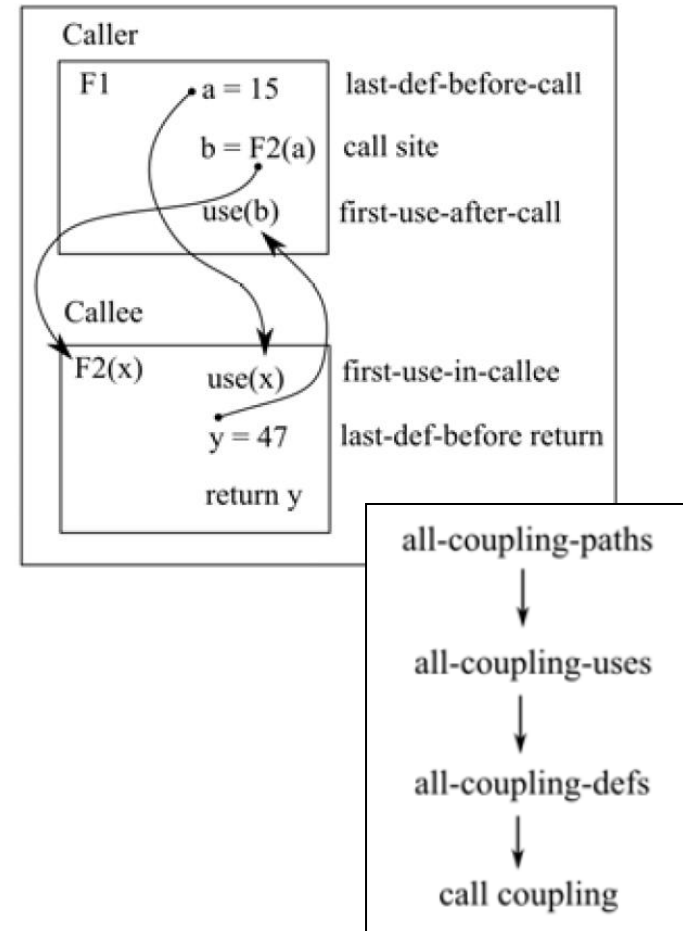 Caller
F1 a = 15 last-def-before-call
b = F2(a) call site
use(b) first-use-after-call
Callee
F2(x) use(x) first-use-in-callee
y = 47 last-def-before return
return y
all-coupling-paths
all-coupling-uses
all-coupling-defs
call coupling